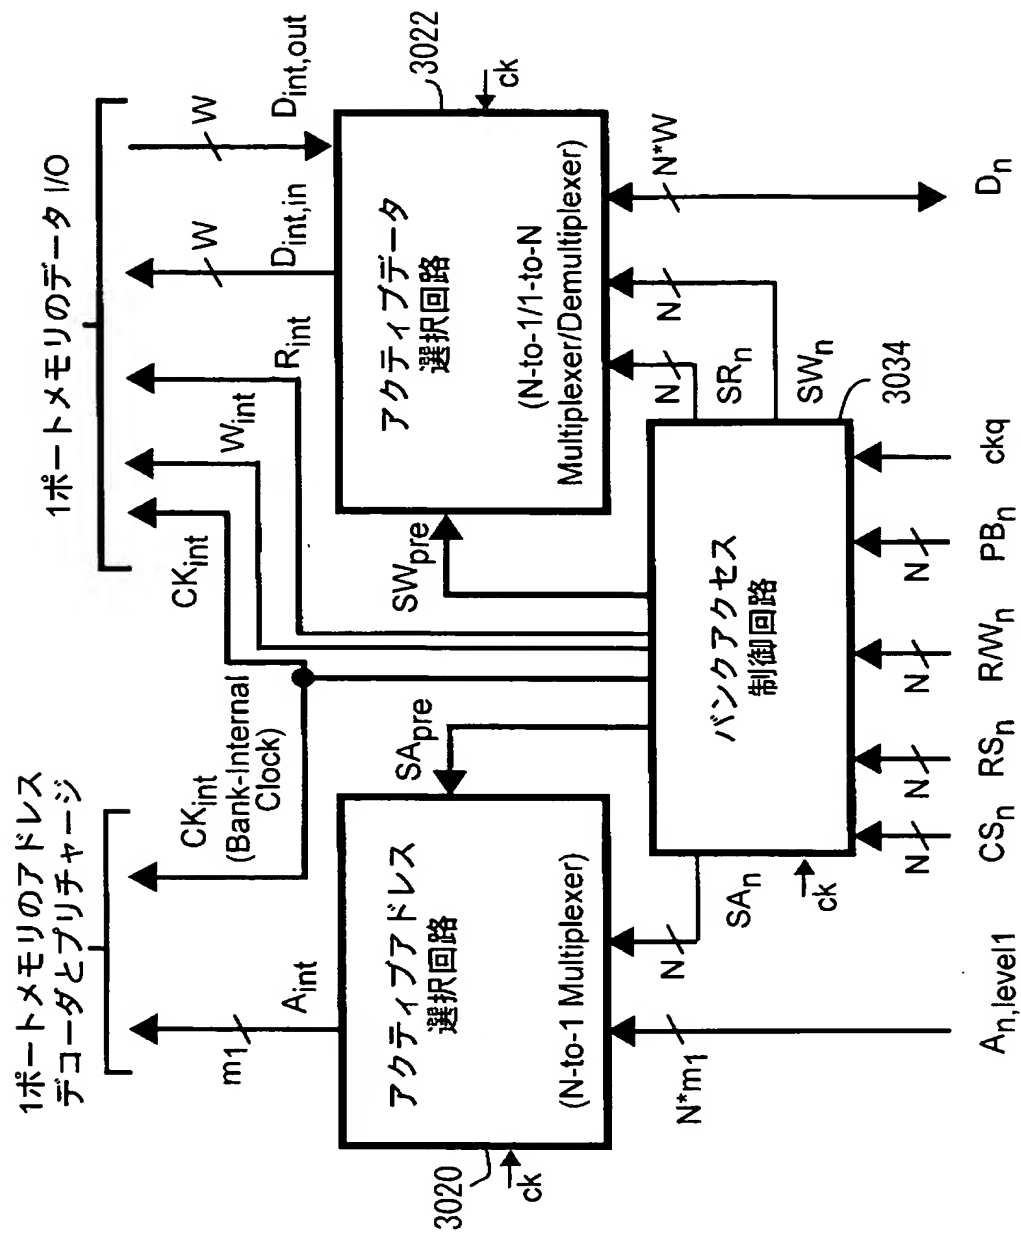 1ポートメモリのアドレス
デコーダとプリチャージ
1ポートメモリのデータ I/O
m1
Aint
CKint
(Bank-Internal
Clock)
CKint
Wint
Rint
W
Dint,in
W
Dint,out
3020
ck
アクティブアドレス
選択回路
(N-to-1 Multiplexer)
SApre
SWpre
アクティブデータ
選択回路
(N-to-1/1-to-N
Multiplexer/Demultiplexer)
3022
ck
N*m1
N
SAn
ck
バンクアクセス
制御回路
N
SRn
N
SWn
3034
N*W
N
N
N
N
An,level1
CSn
RSn
R/Wn
PBn
ckq
Dn